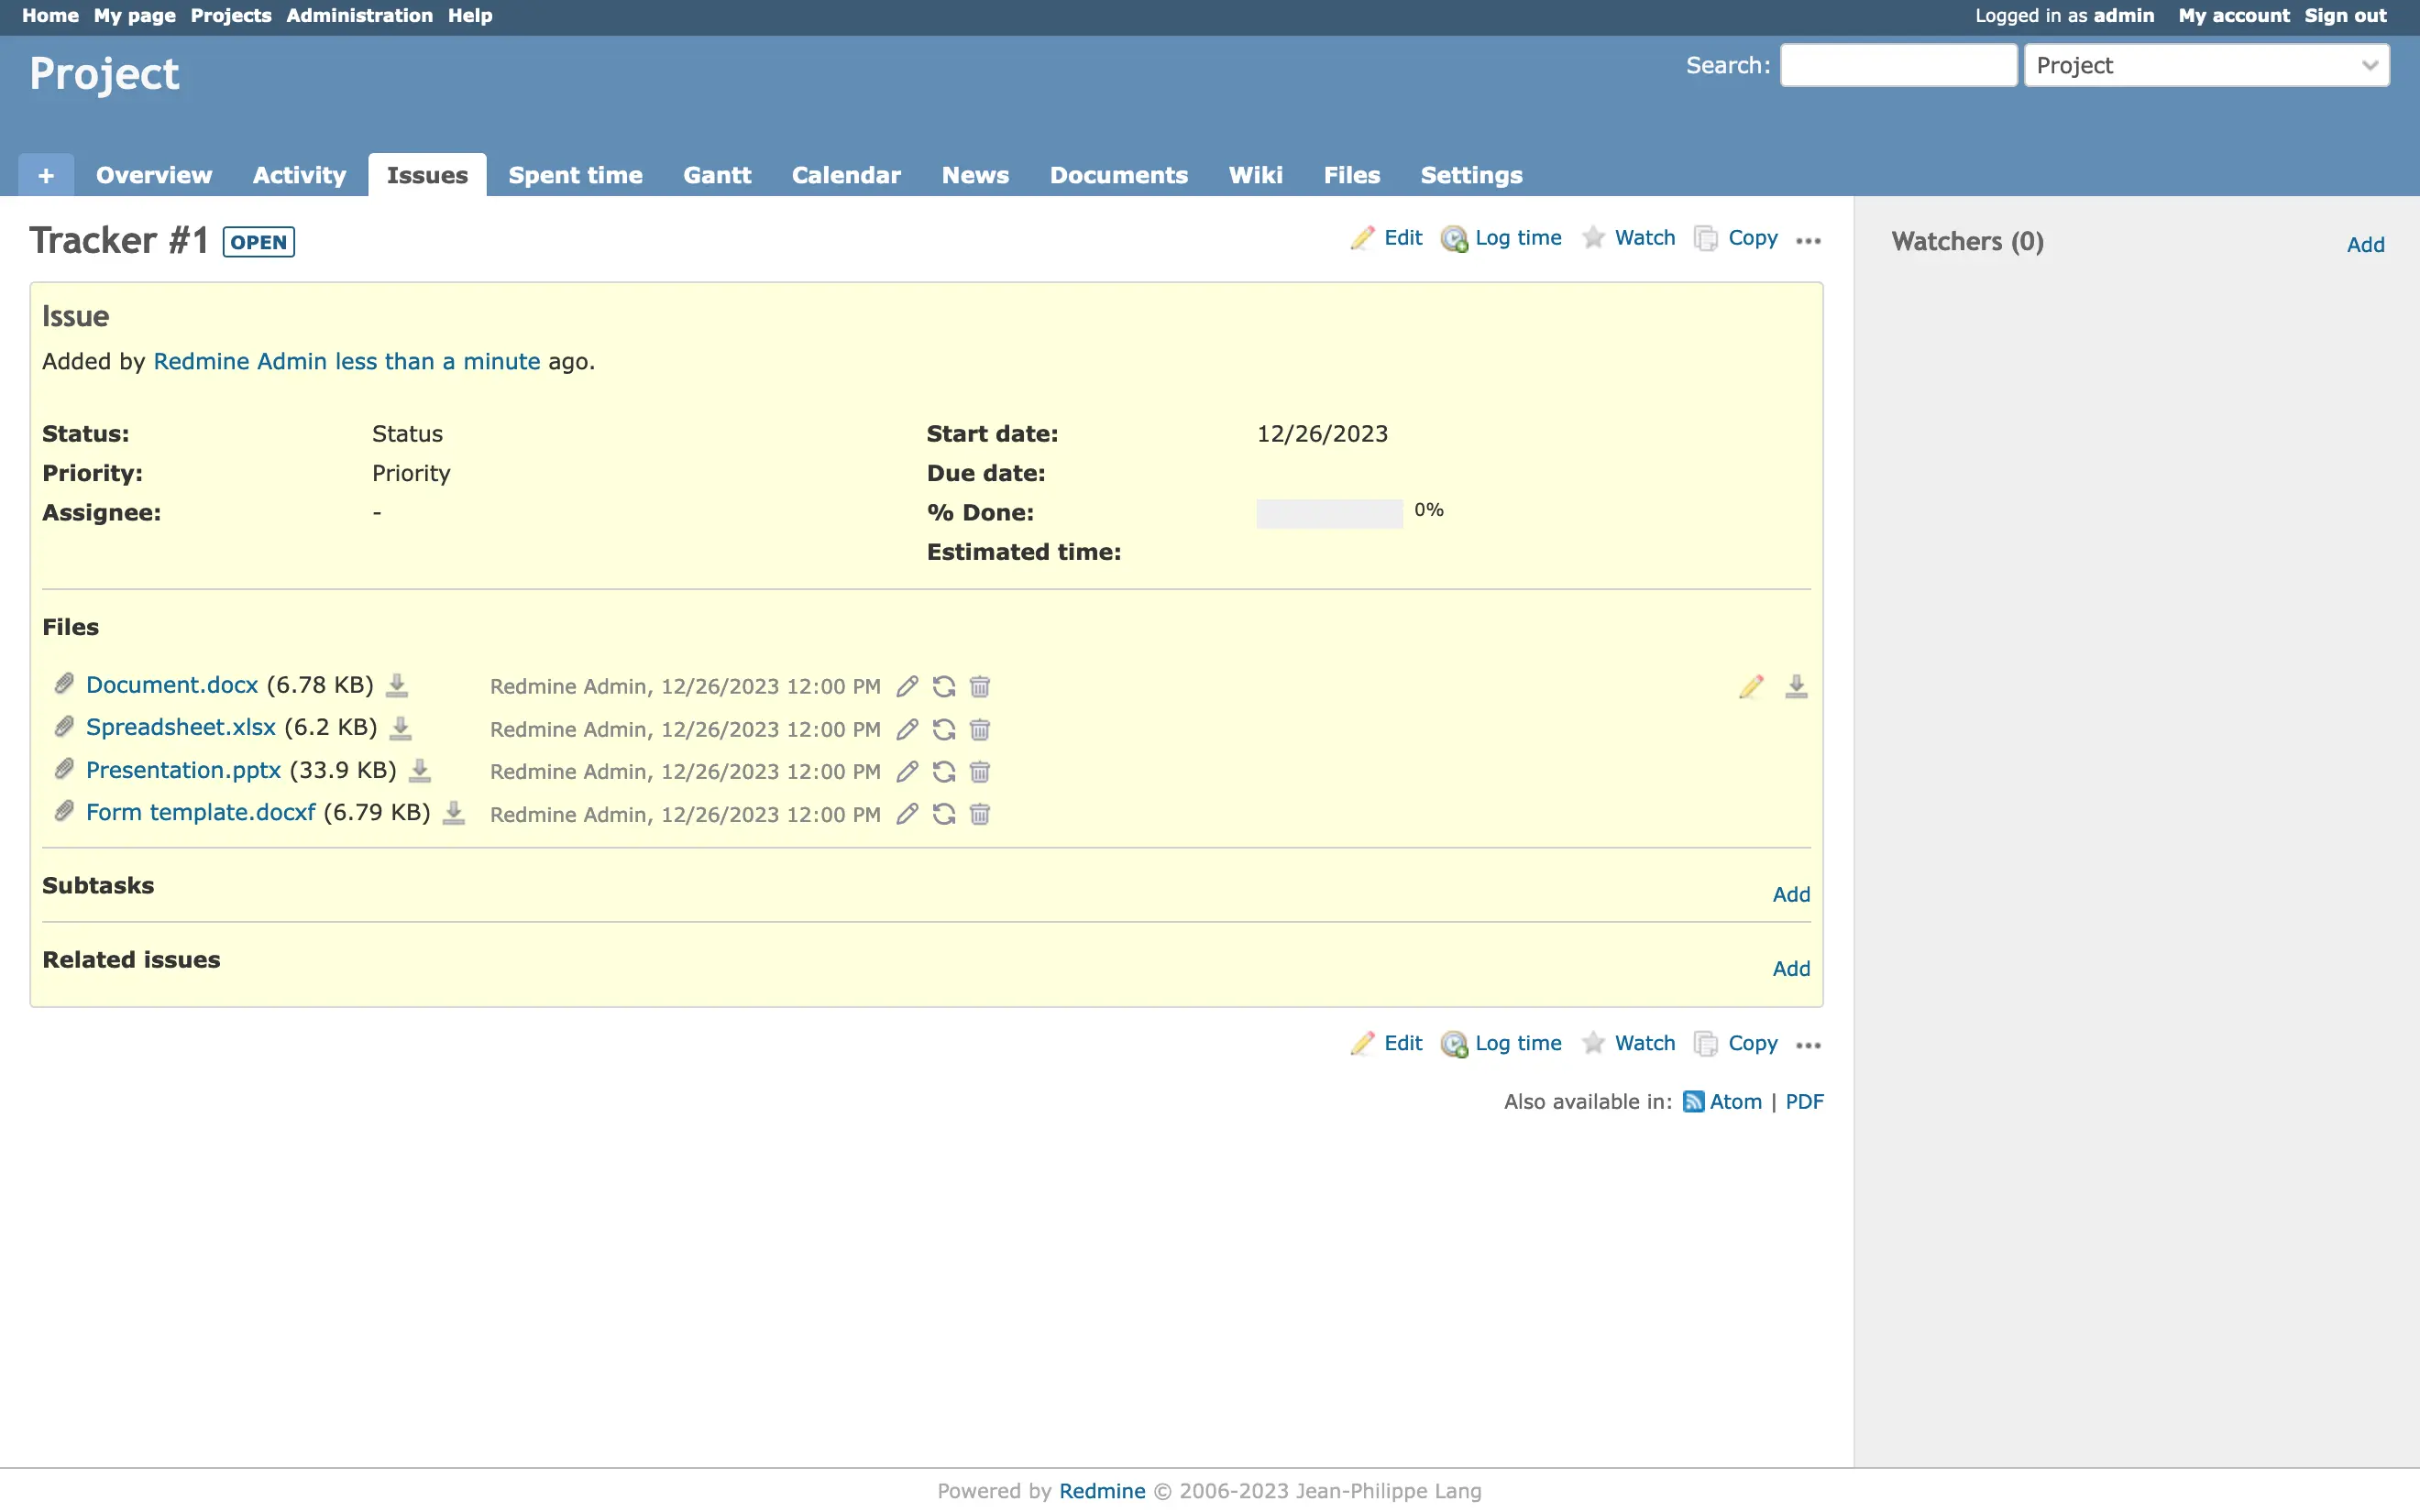 Home My page Projects Administration Help Logged in as admin My account Sign out
Project
Search: Project
+ Overview Activity Issues Spent time Gantt Calendar News Documents Wiki Files Settings
Tracker #1 OPEN
Edit Log time Watch Copy
Watchers (0) Add
Issue
Added by Redmine Admin less than a minute ago.
Status: Status Start date: 12/26/2023
Priority: Priority Due date:
Assignee: - % Done: 0%
Estimated time:
Files
Document.docx (6.78 KB) Redmine Admin, 12/26/2023 12:00 PM
Spreadsheet.xlsx (6.2 KB) Redmine Admin, 12/26/2023 12:00 PM
Presentation.pptx (33.9 KB) Redmine Admin, 12/26/2023 12:00 PM
Form template.docxf (6.79 KB) Redmine Admin, 12/26/2023 12:00 PM
Subtasks Add
Related issues Add
Edit Log time Watch Copy
Also available in: Atom | PDF
Powered by Redmine © 2006-2023 Jean-Philippe Lang